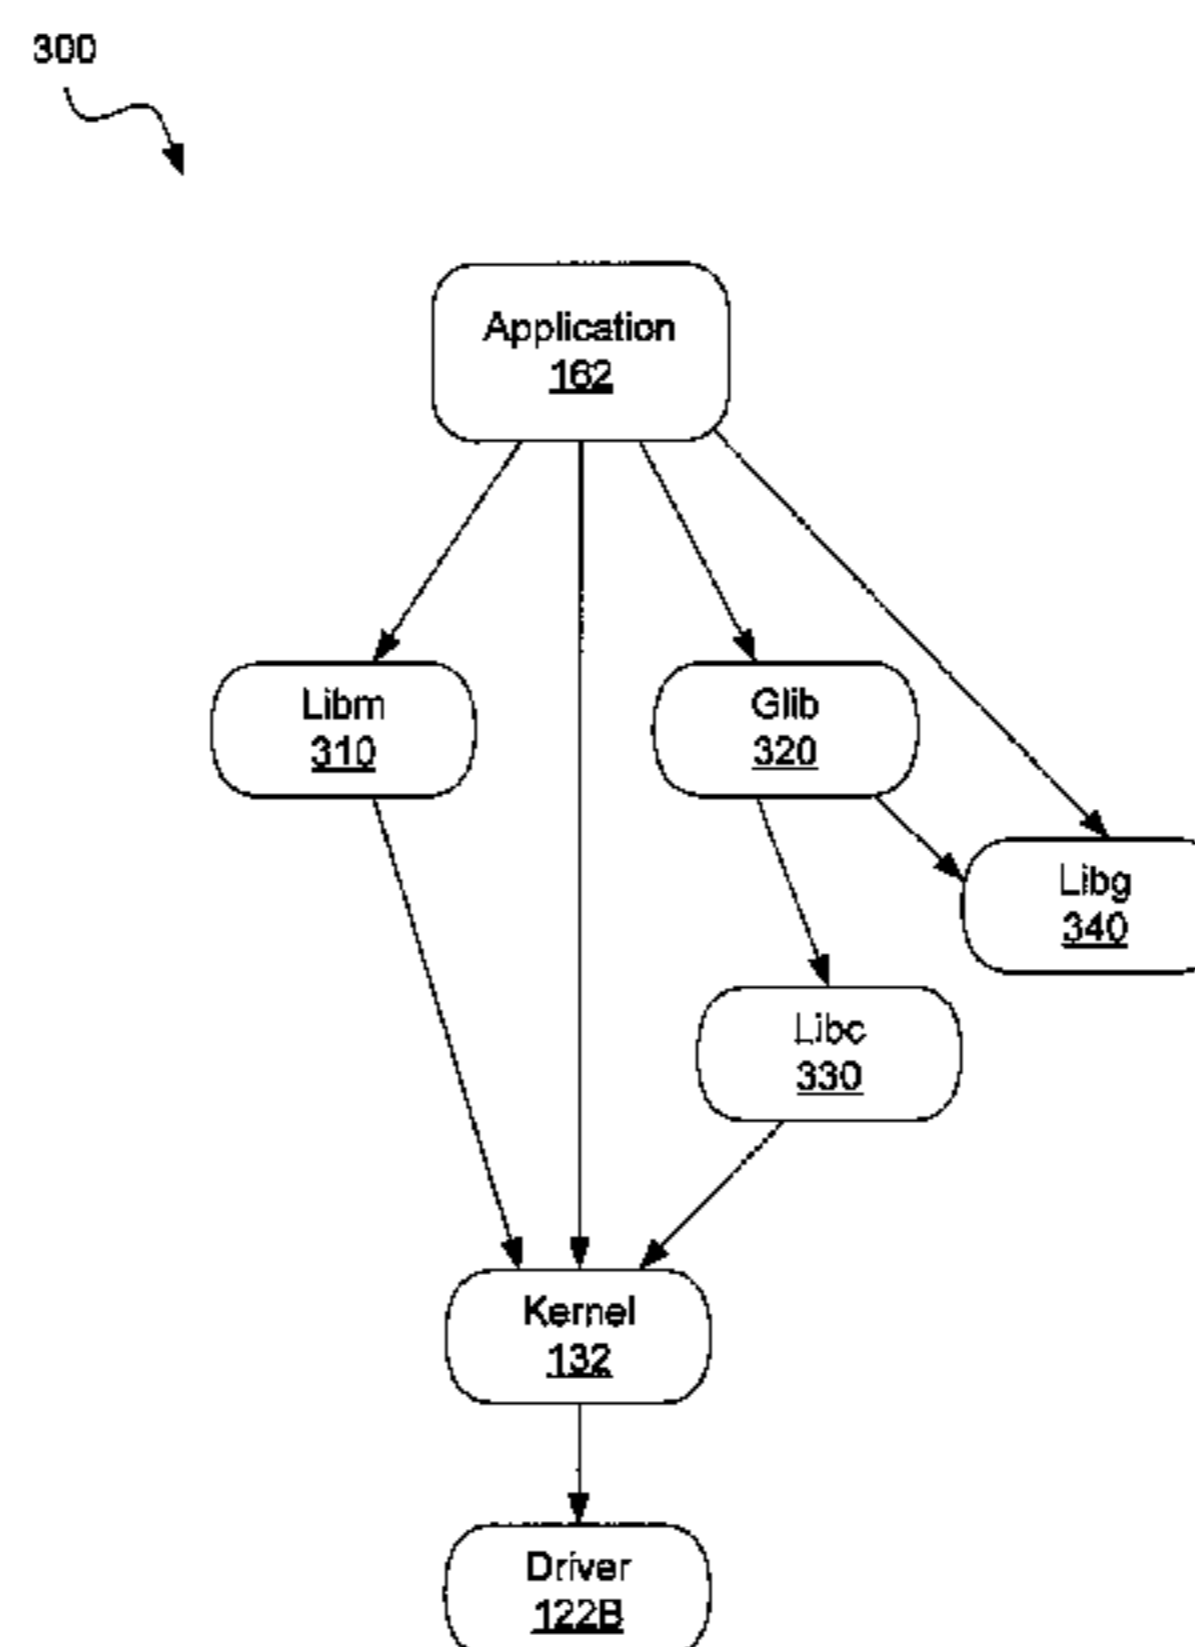 300
Application
162
Libm
310
Glib
320
Libg
340
Libc
330
Kernel
132
Driver
122B